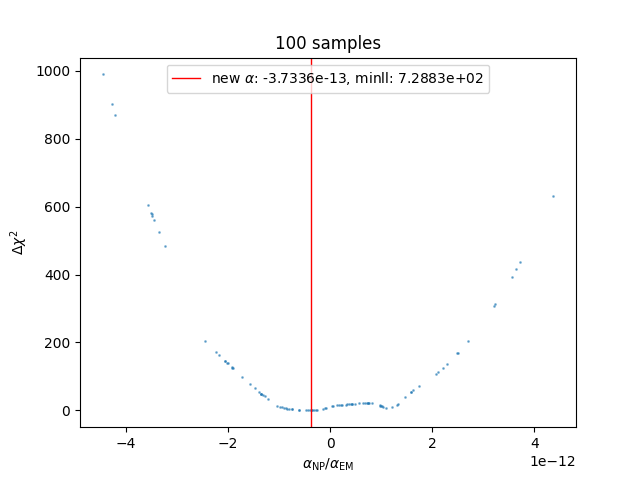 100 samples
new α: -3.7336e-13, minll: 7.2883e+02
1000
800
600
400
200
0
Δχ²
−4 −2 0 2 4
1e−12
α_NP/α_EM